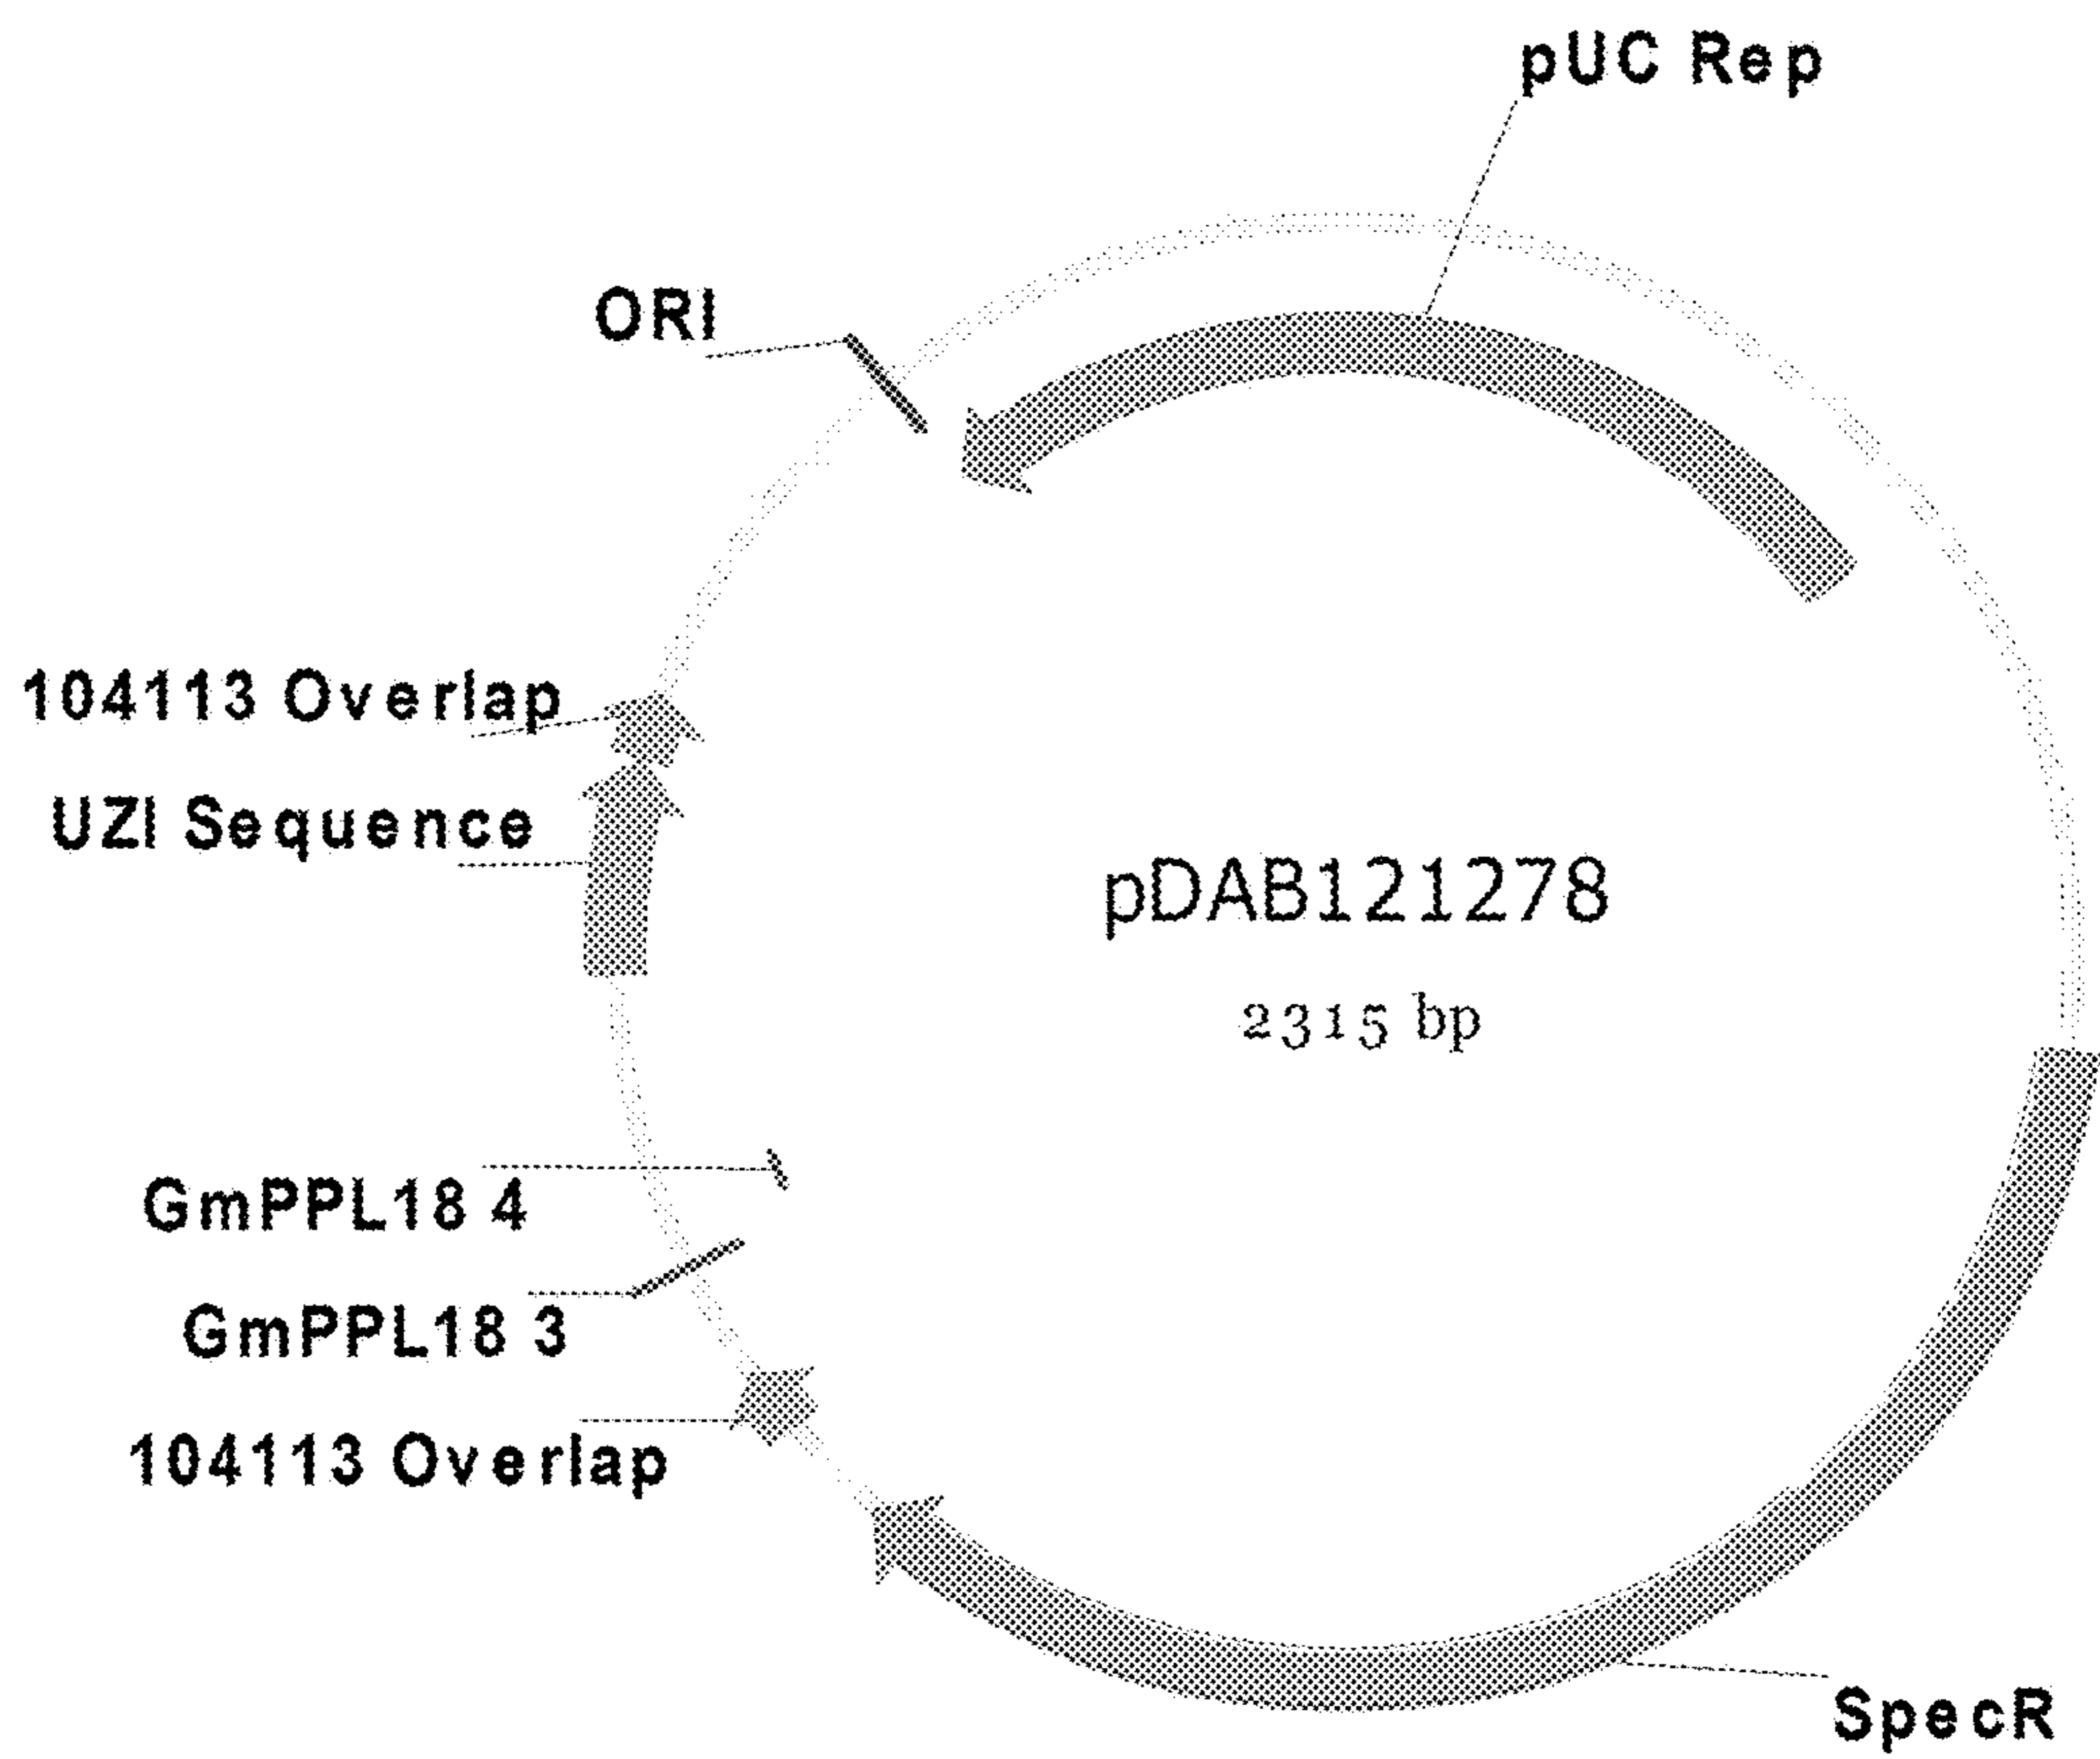 pUC Rep
ORI
104113 Overlap
UZI Sequence
pDAB121278
2315 bp
GmPPL18 4
GmPPL18 3
104113 Overlap
SpecR